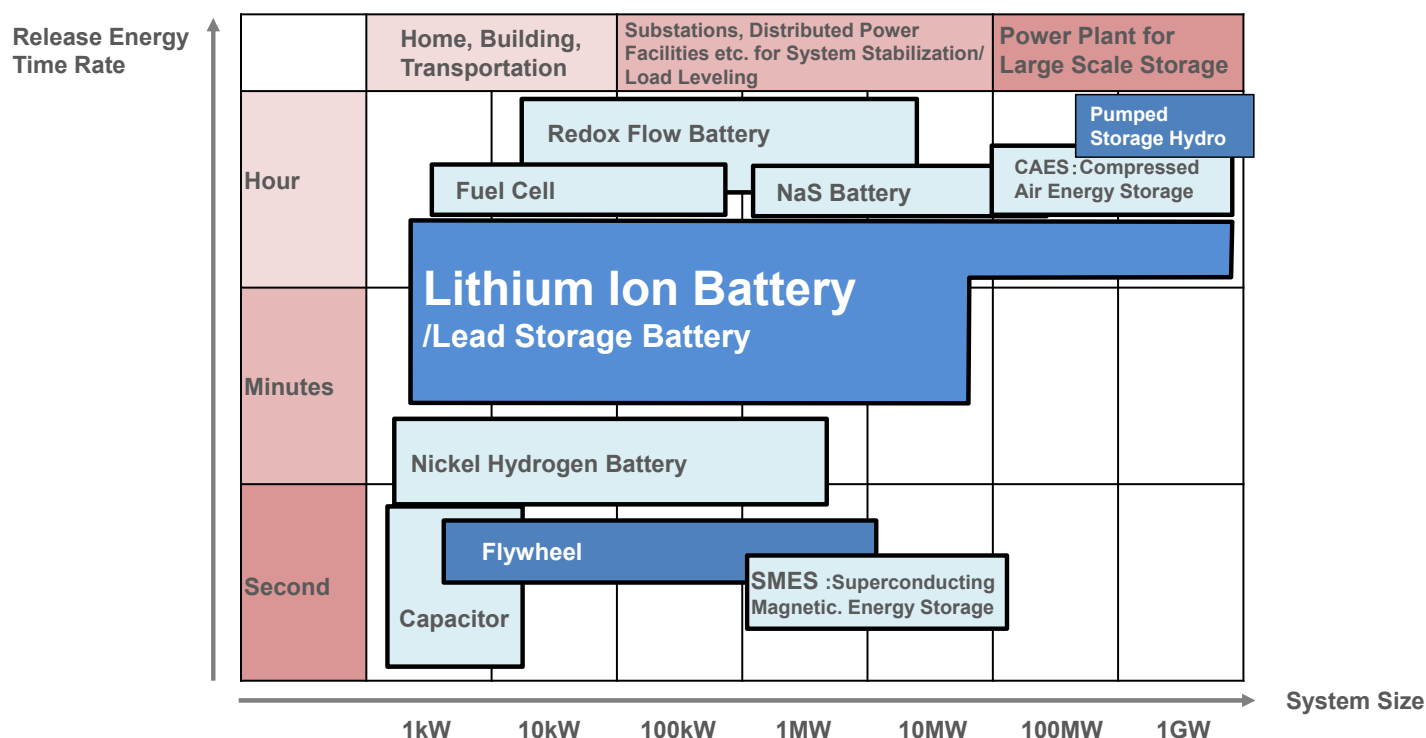 Release Energy
Time Rate
Home, Building,
Transportation
Substations, Distributed Power
Facilities etc. for System Stabilization/
Load Leveling
Power Plant for
Large Scale Storage
Hour
Redox Flow Battery
Pumped
Storage Hydro
Fuel Cell
NaS Battery
CAES:Compressed
Air Energy Storage
Lithium Ion Battery
/Lead Storage Battery
Minutes
Nickel Hydrogen Battery
Second
Flywheel
Capacitor
SMES :Superconducting
Magnetic. Energy Storage
System Size
1kW 10kW 100kW 1MW 10MW 100MW 1GW